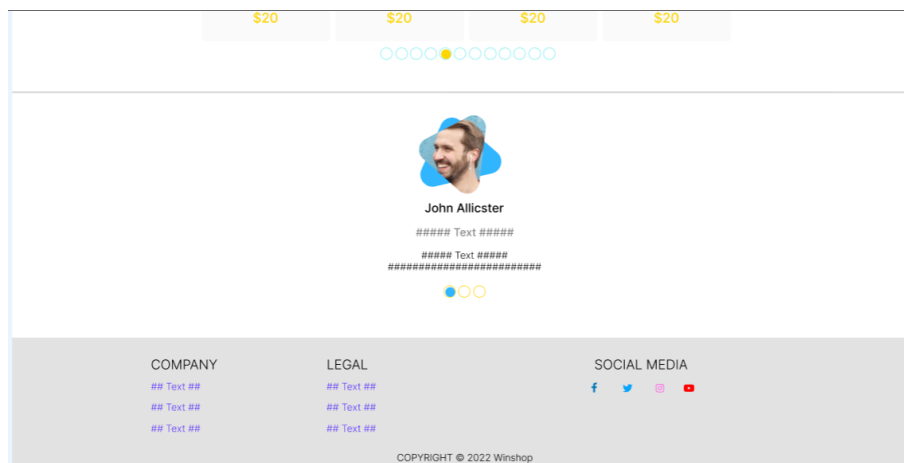 $20 $20 $20 $20
John Allicster
##### Text #####
##### Text #####
#########################
COMPANY LEGAL SOCIAL MEDIA
## Text ## ## Text ##
## Text ## ## Text ##
## Text ## ## Text ##
COPYRIGHT © 2022 Winshop